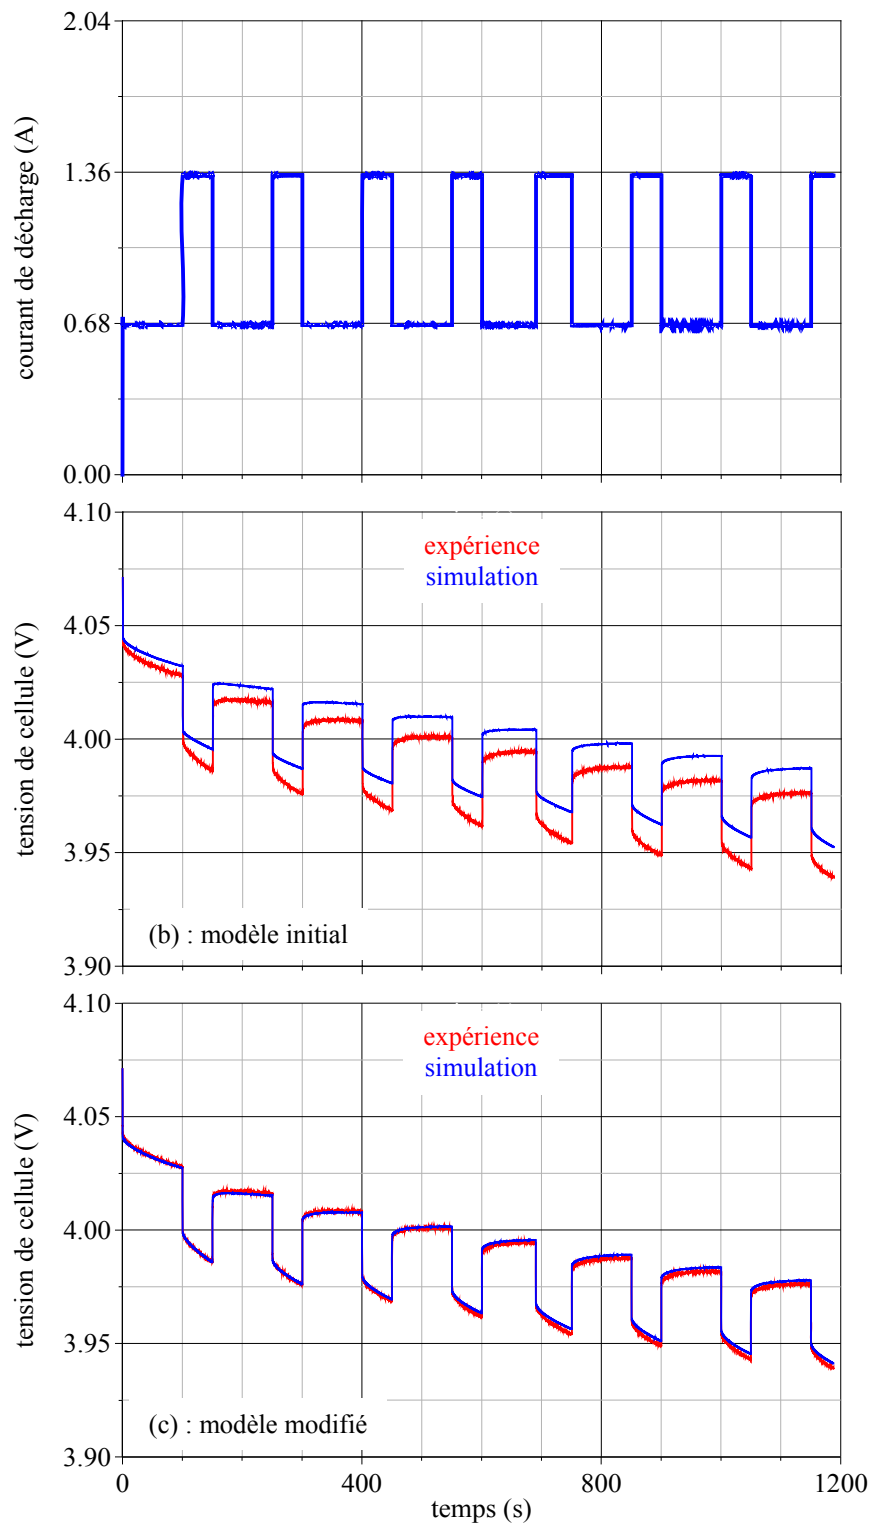 2.04
1.36
0.68
0.00
courant de décharge (A)
4.10
4.05
4.00
3.95
3.90
tension de cellule (V)
expérience
simulation
(b) : modèle initial
4.10
4.05
4.00
3.95
3.90
tension de cellule (V)
expérience
simulation
(c) : modèle modifié
0
400
800
1200
temps (s)